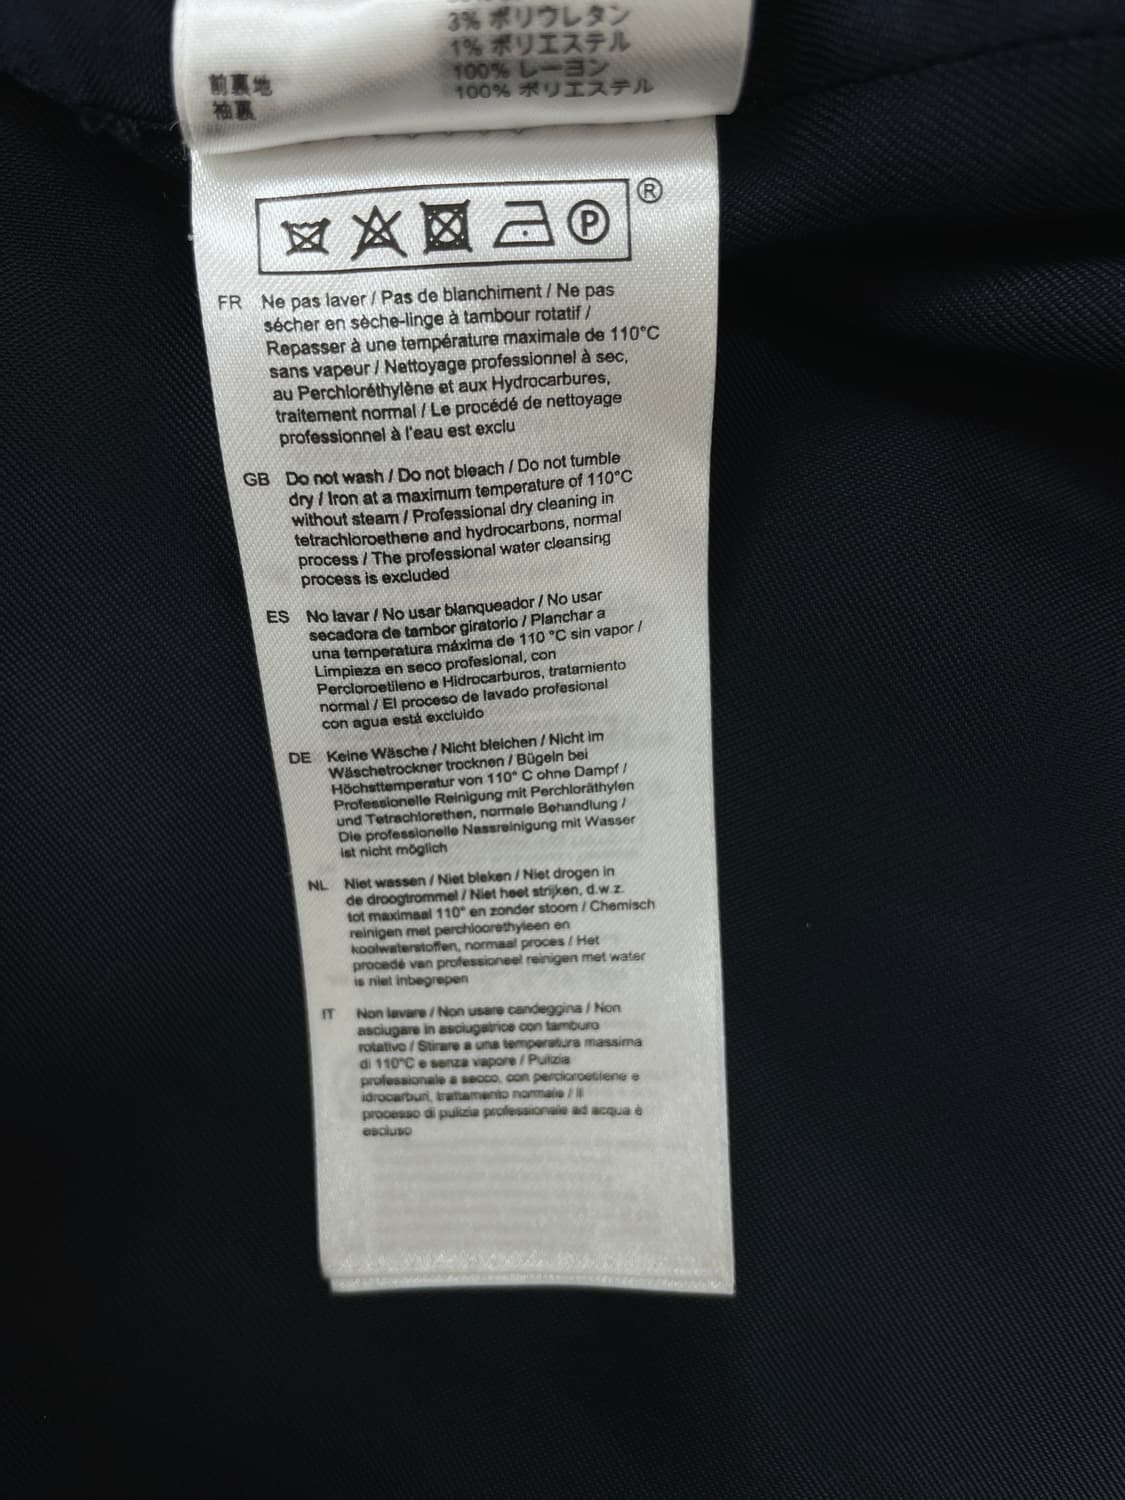 3% ポリウレタン
1% ポリエステル
前裏地 100% レーヨン
袖裏 100% ポリエステル
®
P
FR Ne pas laver / Pas de blanchiment / Ne pas
sécher en sèche-linge à tambour rotatif /
Repasser à une température maximale de 110°C
sans vapeur / Nettoyage professionnel à sec,
au Perchloréthylène et aux Hydrocarbures,
traitement normal / Le procédé de nettoyage
professionnel à l'eau est exclu
GB Do not wash / Do not bleach / Do not tumble
dry / Iron at a maximum temperature of 110°C
without steam / Professional dry cleaning in
tetrachloroethene and hydrocarbons, normal
process / The professional water cleansing
process is excluded
ES No lavar / No usar blanqueador / No usar
secadora de tambor giratorio / Planchar a
una temperatura máxima de 110 °C sin vapor /
Limpieza en seco profesional, con
Percloroetileno e Hidrocarburos, tratamiento
normal / El proceso de lavado profesional
con agua está excluido
DE Keine Wäsche / Nicht bleichen / Nicht im
Wäschetrockner trocknen / Bügeln bei
Höchsttemperatur von 110° C ohne Dampf /
Professionelle Reinigung mit Perchloräthylen
und Tetrachlorethen, normale Behandlung /
Die professionelle Nassreinigung mit Wasser
ist nicht möglich
NL Niet wassen / Niet bleken / Niet drogen in
de droogtrommel / Niet heet strijken, d.w.z.
tot maximaal 110° en zonder stoom / Chemisch
reinigen met perchloorethyleen en
koolwaterstoffen, normaal proces / Het
procedé van professioneel reinigen met water
is niet inbegrepen
IT Non lavare / Non usare candeggina / Non
asciugare in asciugatrice con tamburo
rotativo / Stirare a una temperatura massima
di 110°C e senza vapore / Pulizia
professionale a secco, con percloroetilene e
idrocarburi, trattamento normale / Il
processo di pulizia professionale ad acqua è
escluso